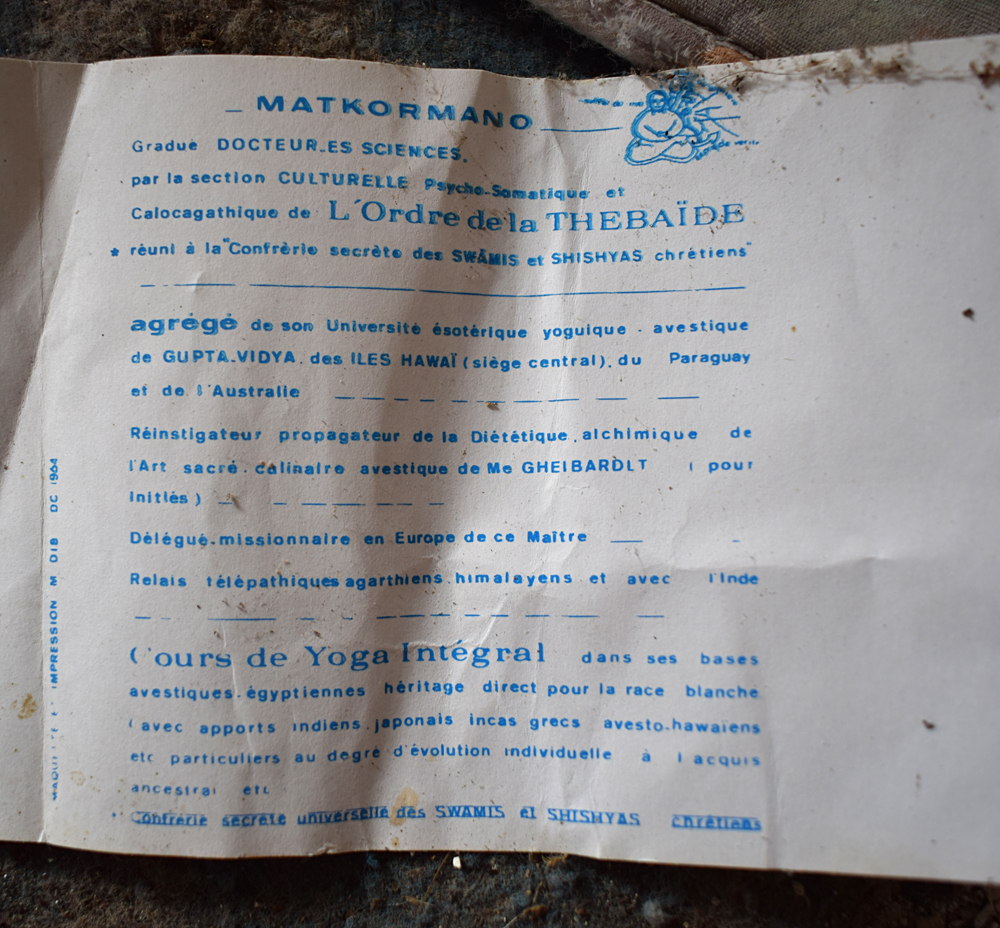 _ MATKORMANO
Gradué DOCTEUR-ES SCIENCES.
par la section CULTURELLE Psycho-Somatique et
Calocagathique de L'Ordre de la THEBAÏDE
* réuni à la "Confrèrie secrète des SWÂMIS et SHISHYAS chrétiens"
agrégé de son Université ésotérique yoguique - avestique
de GUPTA-VIDYA. des ILES HAWAÏ (siège central). du Paraguay
et de l'Australie
Réinstigateur propagateur de la Diététique alchimique de
l'Art sacré. calinaire avestique de Me GHEIBARDLT ( pour
initiés )
Délégué-missionnaire en Europe de ce Maître
Relais télépathiques agarthiens. himalayens et avec l'Inde
Cours de Yoga Intégral dans ses bases
avestiques. égyptiennes hèritage direct pour la race blanche
( avec apports indiens. japonais incas grecs avesto.hawaïens
etc particuliers au degré d'évolution individuelle à l acquis
ancestral etc
* Confrérie secrète universelle des SWAMIS et SHISHYAS chrétiens
IMPRESSION M DIB DC 1964